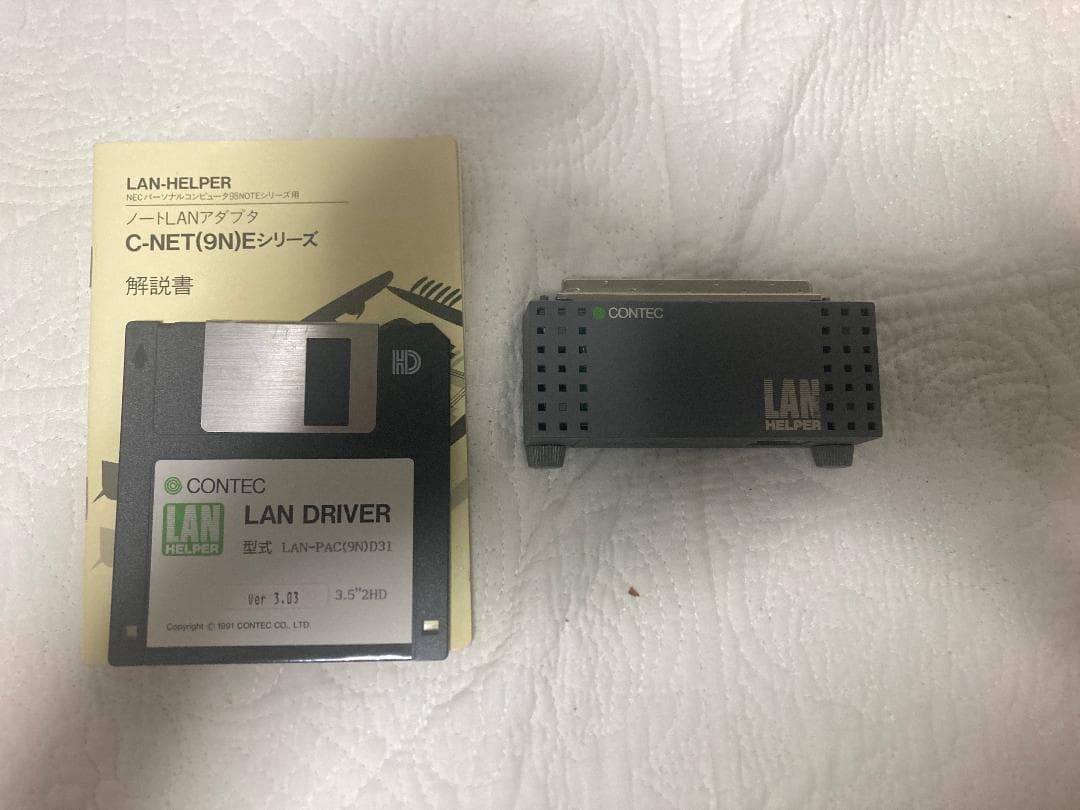 LAN-HELPER
NECパーソナルコンピュータ98NOTEシリーズ用
ノートLANアダプタ
C-NET(9N)Eシリーズ
解説書
HD
CONTEC
LAN HELPER
LAN DRIVER
型式 LAN-PAC(9N)D31
Ver 3.03
3.5"2HD
Copyright © 1991 CONTEC CO., LTD.
CONTEC
LAN
HELPER